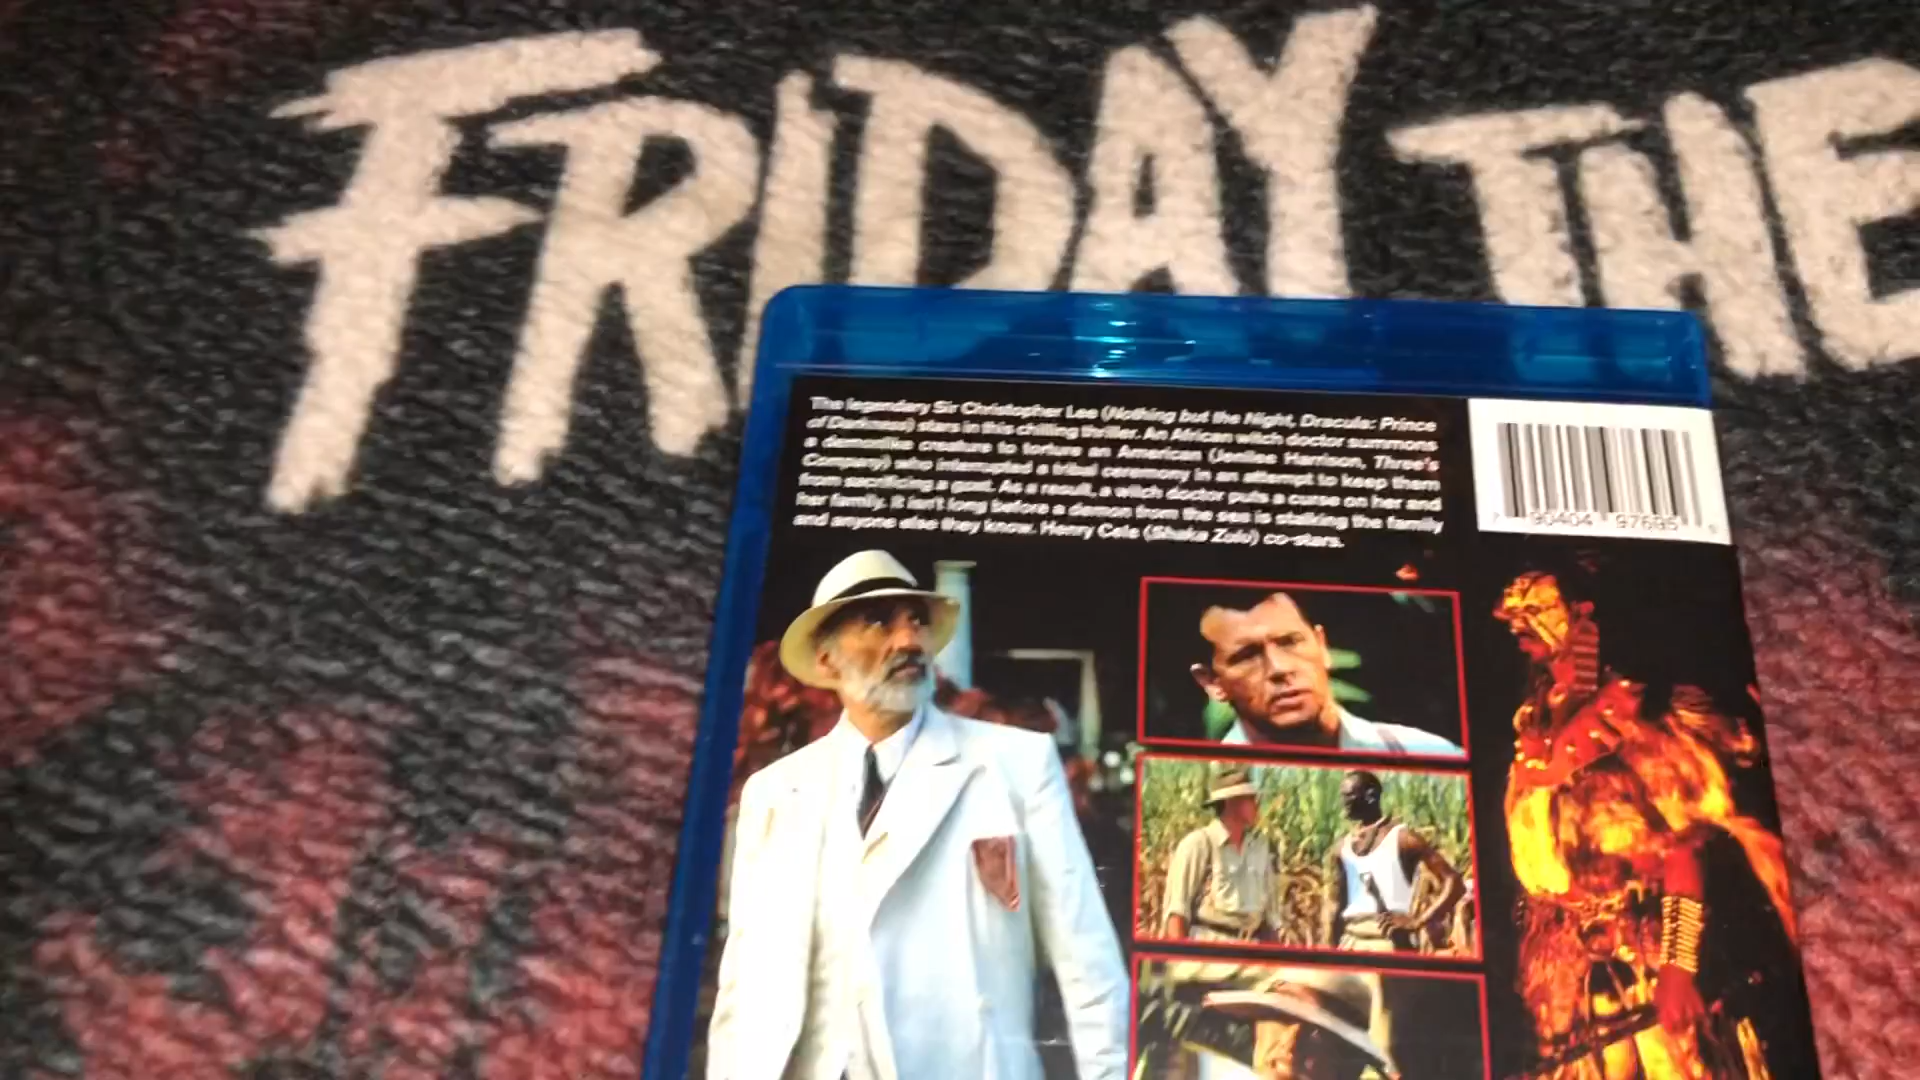 FRIDAY THE
The legendary Sir Christopher Lee (Nothing but the Night, Dracula: Prince
of Darkness) stars in this chilling thriller. An African witch doctor summons
a demonlike creature to torture an American (Jenilee Harrison, Three's
Company) who interrupted a tribal ceremony in an attempt to keep them
from sacrificing a goat. As a result, a witch doctor puts a curse on her and
her family. It isn't long before a demon from the sea is stalking the family
and anyone else they know. Henry Cele (Shaka Zulu) co-stars.
7 90404 97695 9